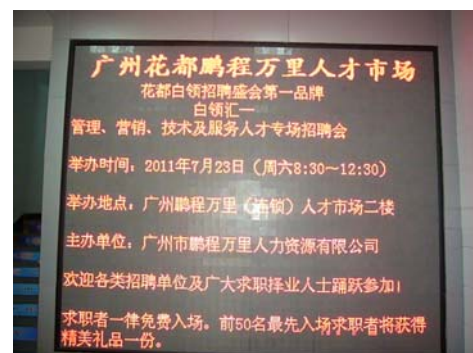 广州花都鹏程万里人才市场
花都白领招聘盛会第一品牌
白领汇一
管理、营销、技术及服务人才专场招聘会
举办时间：2011年7月23日（周六8:30～12:30）
举办地点：广州鹏程万里（连锁）人才市场二楼
主办单位：广州市鹏程万里人力资源有限公司
欢迎各类招聘单位及广大求职择业人士踊跃参加！
求职者一律免费入场。前50名最先入场求职者将获得
精美礼品一份。